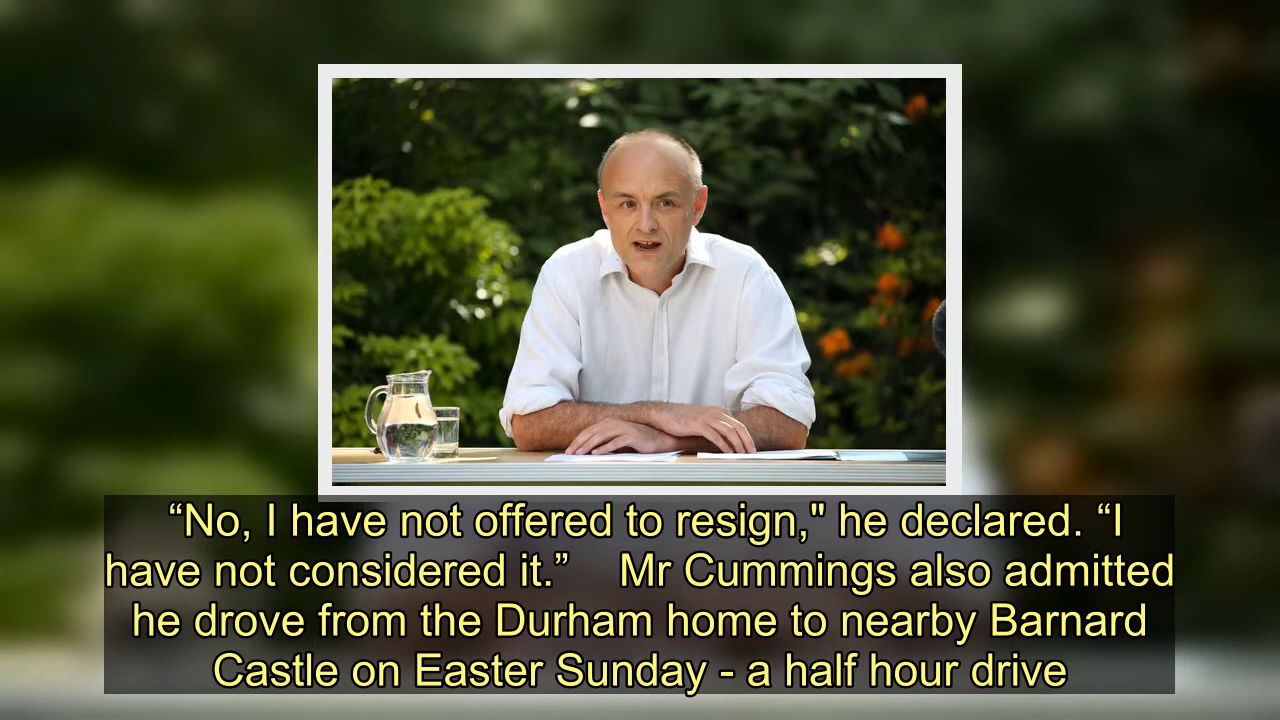 “No, I have not offered to resign," he declared. “I
have not considered it.” Mr Cummings also admitted
he drove from the Durham home to nearby Barnard
Castle on Easter Sunday - a half hour drive